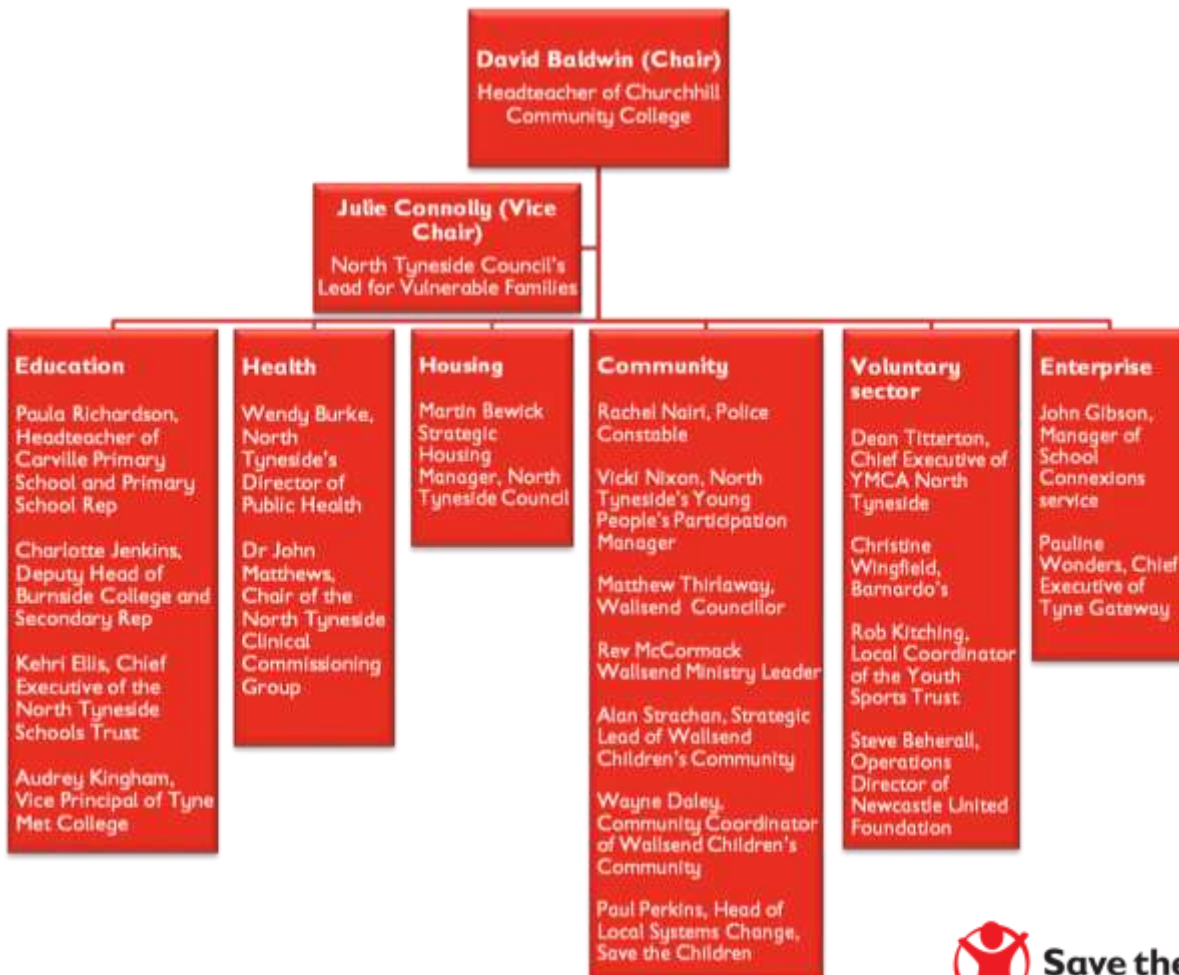 David Baldwin (Chair)
Headteacher of Churchhill
Community College
Julie Connolly (Vice
Chair)
North Tyneside Council's
Lead for Vulnerable Families
Education
Paula Richardson,
Headteacher of
Carville Primary
School and Primary
School Rep
Charlotte Jenkins,
Deputy Head of
Burnside College and
Secondary Rep
Kehri Ellis, Chief
Executive of the
North Tyneside
Schools Trust
Audrey Kingham,
Vice Principal of Tyne
Met College
Health
Wendy Burke,
North
Tyneside's
Director of
Public Health
Dr John
Matthews,
Chair of the
North Tyneside
Clinical
Commissioning
Group
Housing
Martin Bewick
Strategic
Housing
Manager, North
Tyneside Council
Community
Rachel Nairi, Police
Constable
Vicki Nixon, North
Tyneside's Young
People's Participation
Manager
Matthew Thirlaway,
Wallsend Councillor
Rev McCormack
Wallsend Ministry Leader
Alan Strachan, Strategic
Lead of Wallsend
Children's Community
Wayne Daley,
Community Coordinator
of Wallsend Children's
Community
Paul Perkins, Head of
Local Systems Change,
Save the Children
Voluntary
sector
Dean Titterton,
Chief Executive of
YMCA North
Tyneside
Christine
Wingfield,
Barnardo's
Rob Kitching,
Local Coordinator
of the Youth
Sports Trust
Steve Beherall,
Operations
Director of
Newcastle United
Foundation
Enterprise
John Gibson,
Manager of
School
Connexions
service
Pauline
Wonders, Chief
Executive of
Tyne Gateway
Save the